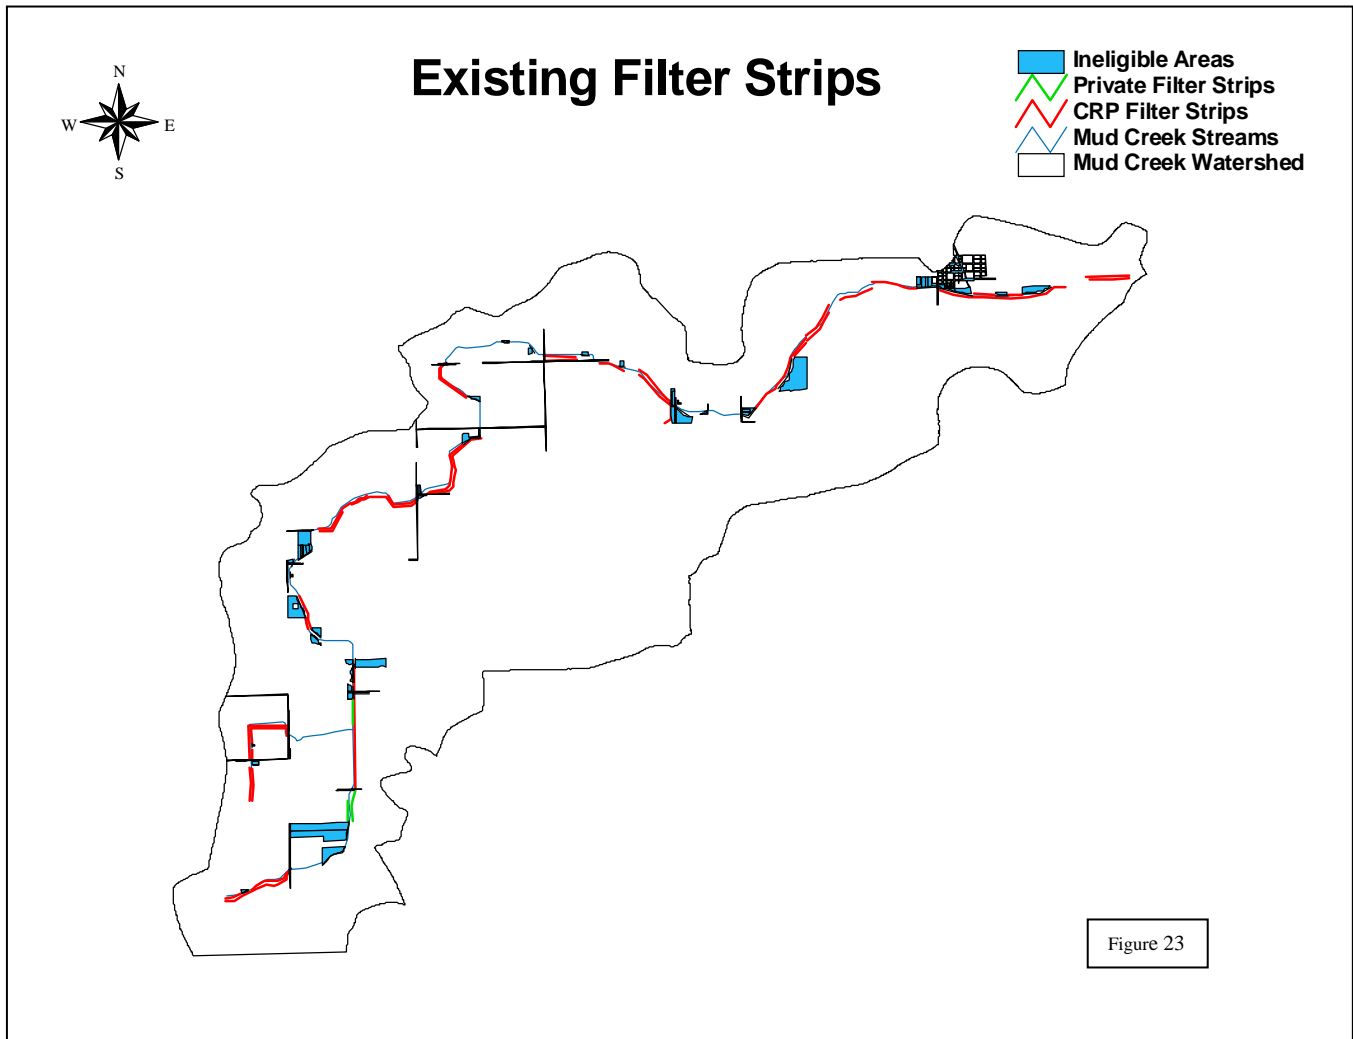 Existing Filter Strips
N
W E
S
Ineligible Areas
Private Filter Strips
CRP Filter Strips
Mud Creek Streams
Mud Creek Watershed
Figure 23